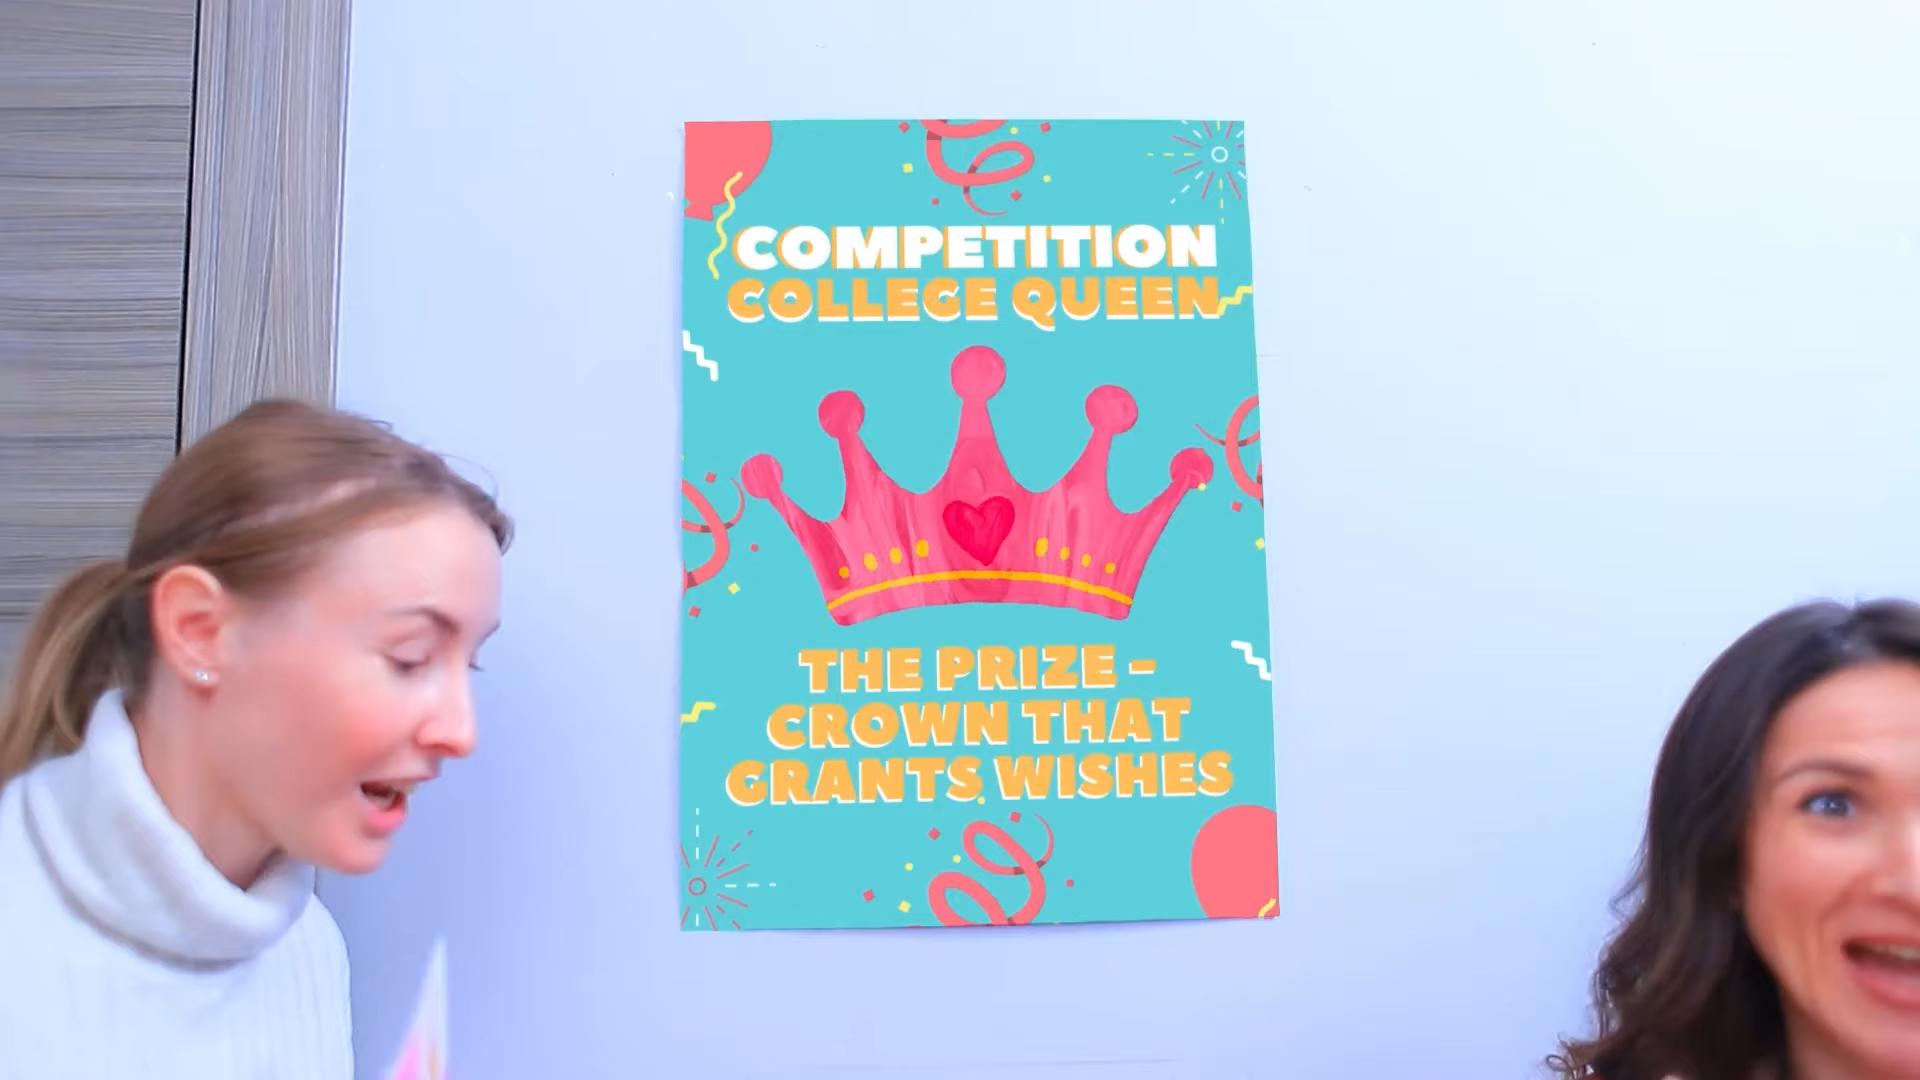 COMPETITION
COLLEGE QUEEN
THE PRIZE –
CROWN THAT
GRANTS WISHES